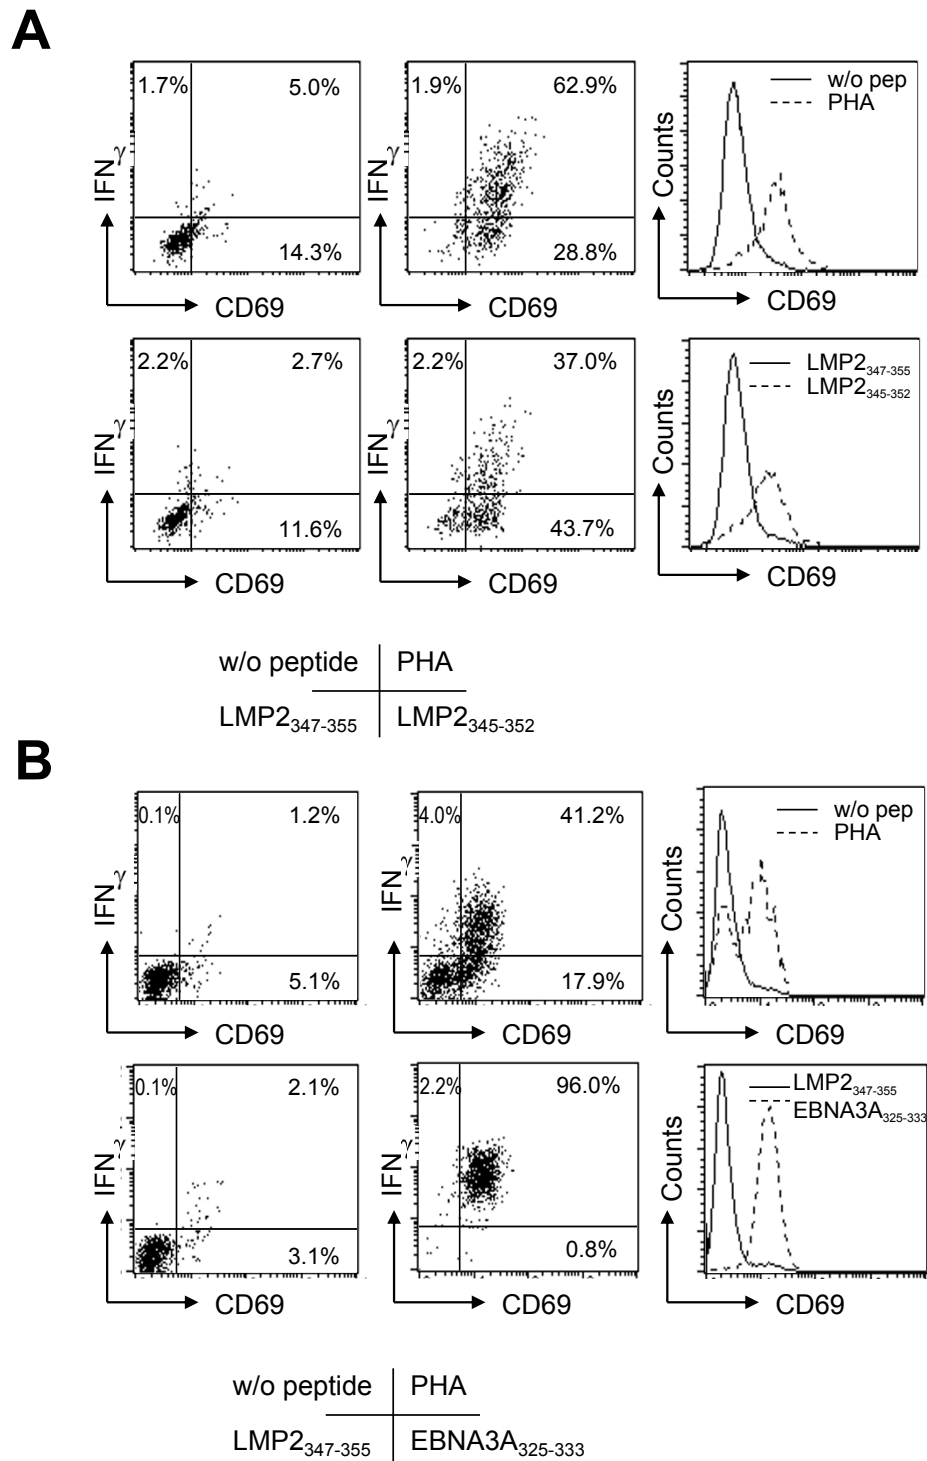 A
1.7% 5.0%
14.3%
IFNγ
CD69
1.9% 62.9%
28.8%
IFNγ
CD69
w/o pep
PHA
Counts
CD69
2.2% 2.7%
11.6%
IFNγ
CD69
2.2% 37.0%
43.7%
IFNγ
CD69
LMP2347-355
LMP2345-352
Counts
CD69
w/o peptide PHA
LMP2347-355 LMP2345-352
B
0.1% 1.2%
5.1%
IFNγ
CD69
4.0% 41.2%
17.9%
IFNγ
CD69
w/o pep
PHA
Counts
CD69
0.1% 2.1%
3.1%
IFNγ
CD69
2.2% 96.0%
0.8%
IFNγ
CD69
LMP2347-355
EBNA3A325-333
Counts
CD69
w/o peptide PHA
LMP2347-355 EBNA3A325-333